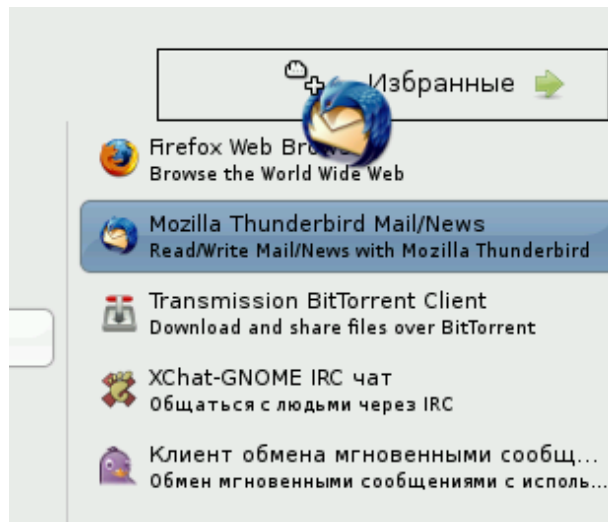 Избранные
Firefox Web
Browse the World Wide Web
Mozilla Thunderbird Mail/News
Read/Write Mail/News with Mozilla Thunderbird
Transmission BitTorrent Client
Download and share files over BitTorrent
XChat-GNOME IRC чат
Общаться с людьми через IRC
Клиент обмена мгновенными сообщ...
Обмен мгновенными сообщениями с исполь...